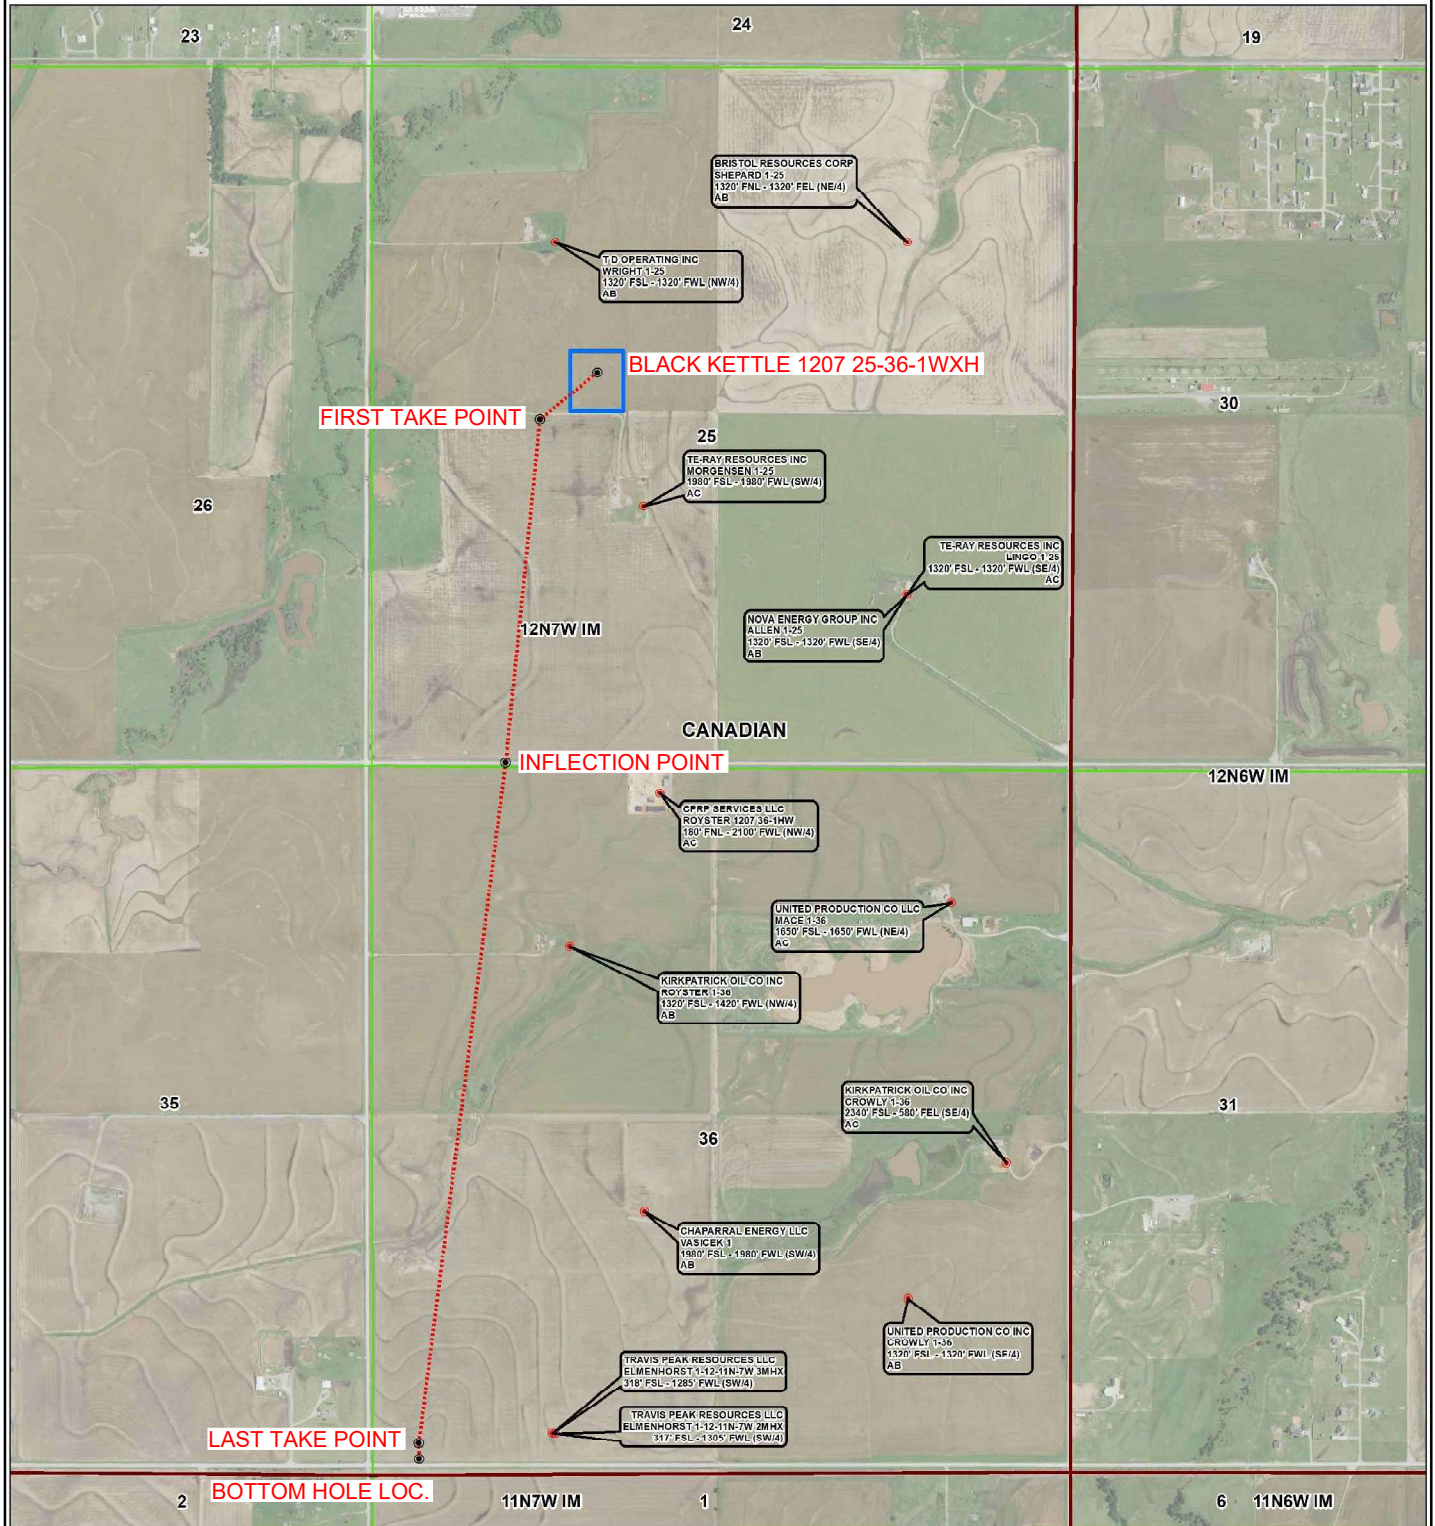 23
24
19
BRISTOL RESOURCES CORP
SHEPARD 1-25
1320' FNL - 1320' FEL (NE/4)
AB
T D OPERATING INC
WRIGHT 1-25
1320' FSL - 1320' FWL (NW/4)
AB
BLACK KETTLE 1207 25-36-1WXH
FIRST TAKE POINT
30
25
TE-RAY RESOURCES INC
MORGENSEN 1-25
1980' FSL - 1980' FWL (SW/4)
AC
26
TE-RAY RESOURCES INC
LINGO 1-25
1320' FSL - 1320' FWL (SE/4)
AC
NOVA ENERGY GROUP INC
ALLEN 1-25
1320' FSL - 1320' FWL (SE/4)
AB
12N7W IM
CANADIAN
INFLECTION POINT
12N6W IM
CPRP SERVICES LLC
ROYSTER 1207 36-1HW
180' FNL - 2100' FWL (NW/4)
AC
UNITED PRODUCTION CO LLC
MACE 1-36
1650' FSL - 1650' FWL (NE/4)
AC
KIRKPATRICK OIL CO INC
ROYSTER 1-36
1320' FSL - 1420' FWL (NW/4)
AB
KIRKPATRICK OIL CO INC
CROWLY 1-36
2340' FSL - 580' FEL (SE/4)
AC
35
31
36
CHAPARRAL ENERGY LLC
VASICEK 1
1980' FSL - 1980' FWL (SW/4)
AB
UNITED PRODUCTION CO INC
CROWLY 1-36
1320' FSL - 1320' FWL (SE/4)
AB
TRAVIS PEAK RESOURCES LLC
ELMENHORST 1-12-11N-7W 3MHX
318' FSL - 1285' FWL (SW/4)
TRAVIS PEAK RESOURCES LLC
ELMENHORST 1-12-11N-7W 2MHX
317' FSL - 1305' FWL (SW/4)
LAST TAKE POINT
BOTTOM HOLE LOC.
2
11N7W IM
1
6
11N6W IM